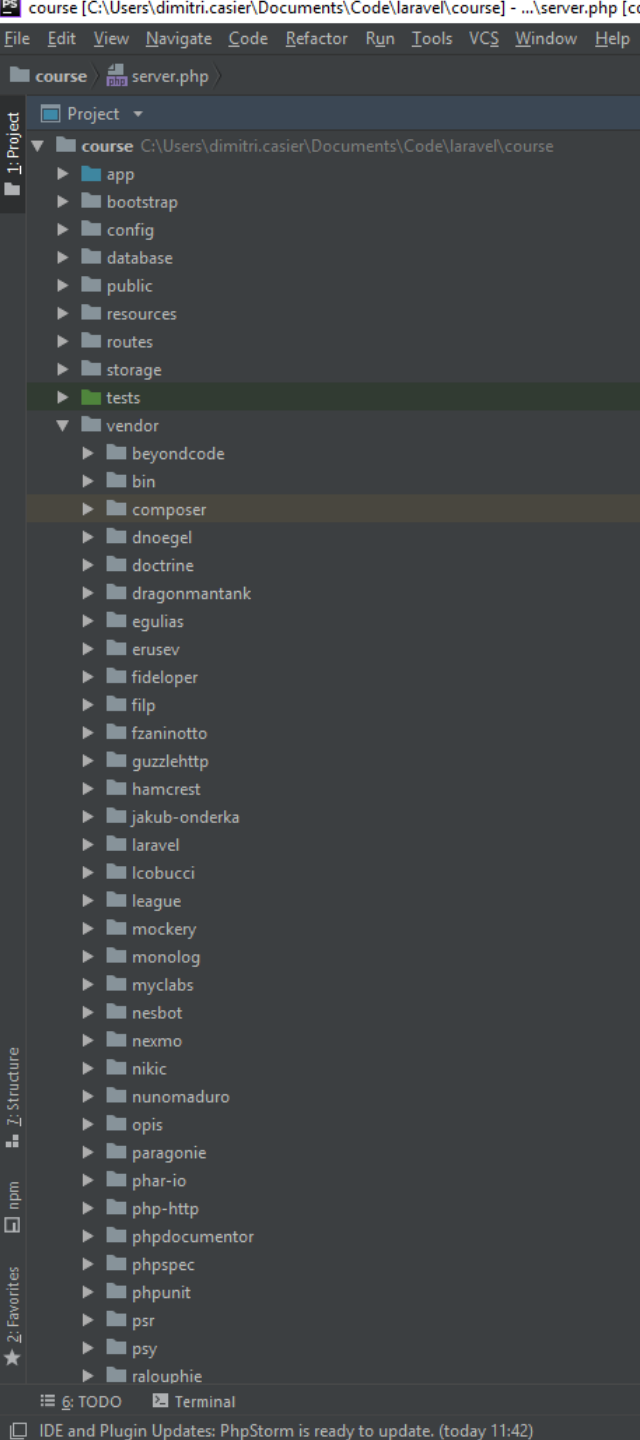 PS course [C:\Users\dimitri.casier\Documents\Code\laravel\course] - ...\server.php [co
File Edit View Navigate Code Refactor Run Tools VCS Window Help
course server.php
Project
1: Project
course C:\Users\dimitri.casier\Documents\Code\laravel\course
app
bootstrap
config
database
public
resources
routes
storage
tests
vendor
beyondcode
bin
composer
dnoegel
doctrine
dragonmantank
egulias
erusev
fideloper
filp
fzaninotto
guzzlehttp
hamcrest
jakub-onderka
laravel
lcobucci
league
mockery
monolog
myclabs
nesbot
nexmo
nikic
nunomaduro
opis
paragonie
phar-io
php-http
phpdocumentor
phpspec
phpunit
psr
psy
ralouphie
7: Structure
npm
2: Favorites
6: TODO Terminal
IDE and Plugin Updates: PhpStorm is ready to update. (today 11:42)